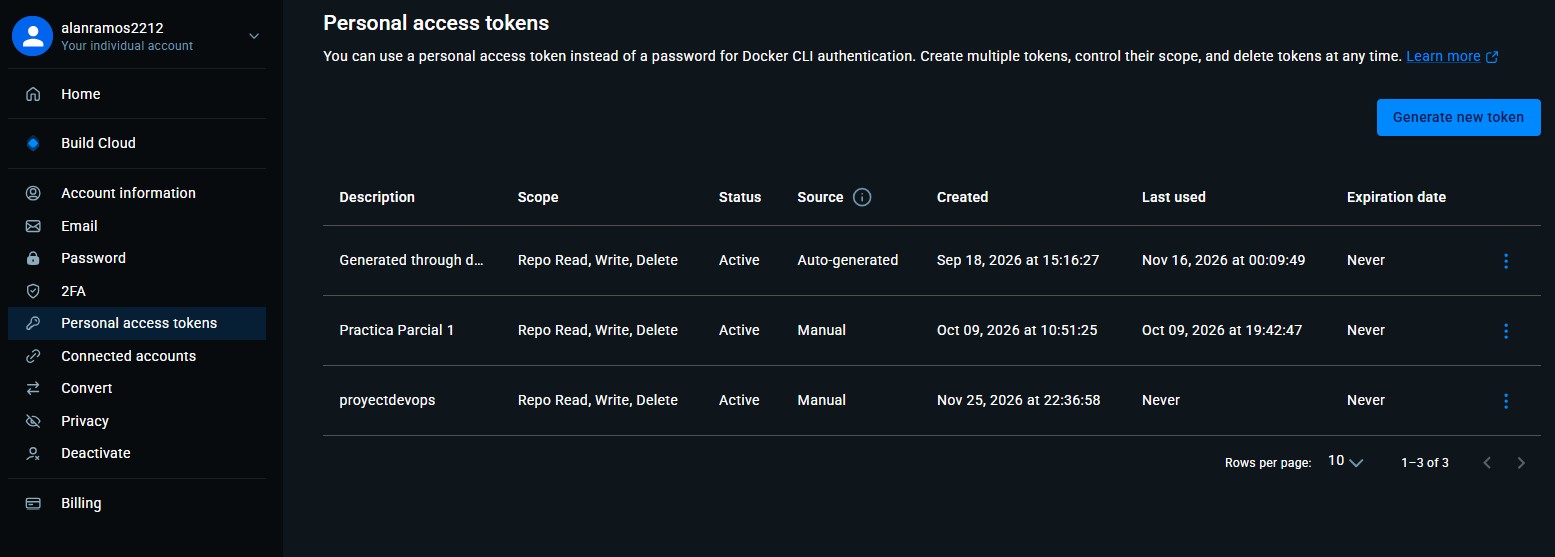 alanramos2212
Your individual account
Home
Build Cloud
Account information
Email
Password
2FA
Personal access tokens
Connected accounts
Convert
Privacy
Deactivate
Billing
Personal access tokens
You can use a personal access token instead of a password for Docker CLI authentication. Create multiple tokens, control their scope, and delete tokens at any time. Learn more
Generate new token
Description Scope Status Source Created Last used Expiration date
Generated through d... Repo Read, Write, Delete Active Auto-generated Sep 18, 2026 at 15:16:27 Nov 16, 2026 at 00:09:49 Never
Practica Parcial 1 Repo Read, Write, Delete Active Manual Oct 09, 2026 at 10:51:25 Oct 09, 2026 at 19:42:47 Never
proyectdevops Repo Read, Write, Delete Active Manual Nov 25, 2026 at 22:36:58 Never Never
Rows per page: 10 1–3 of 3